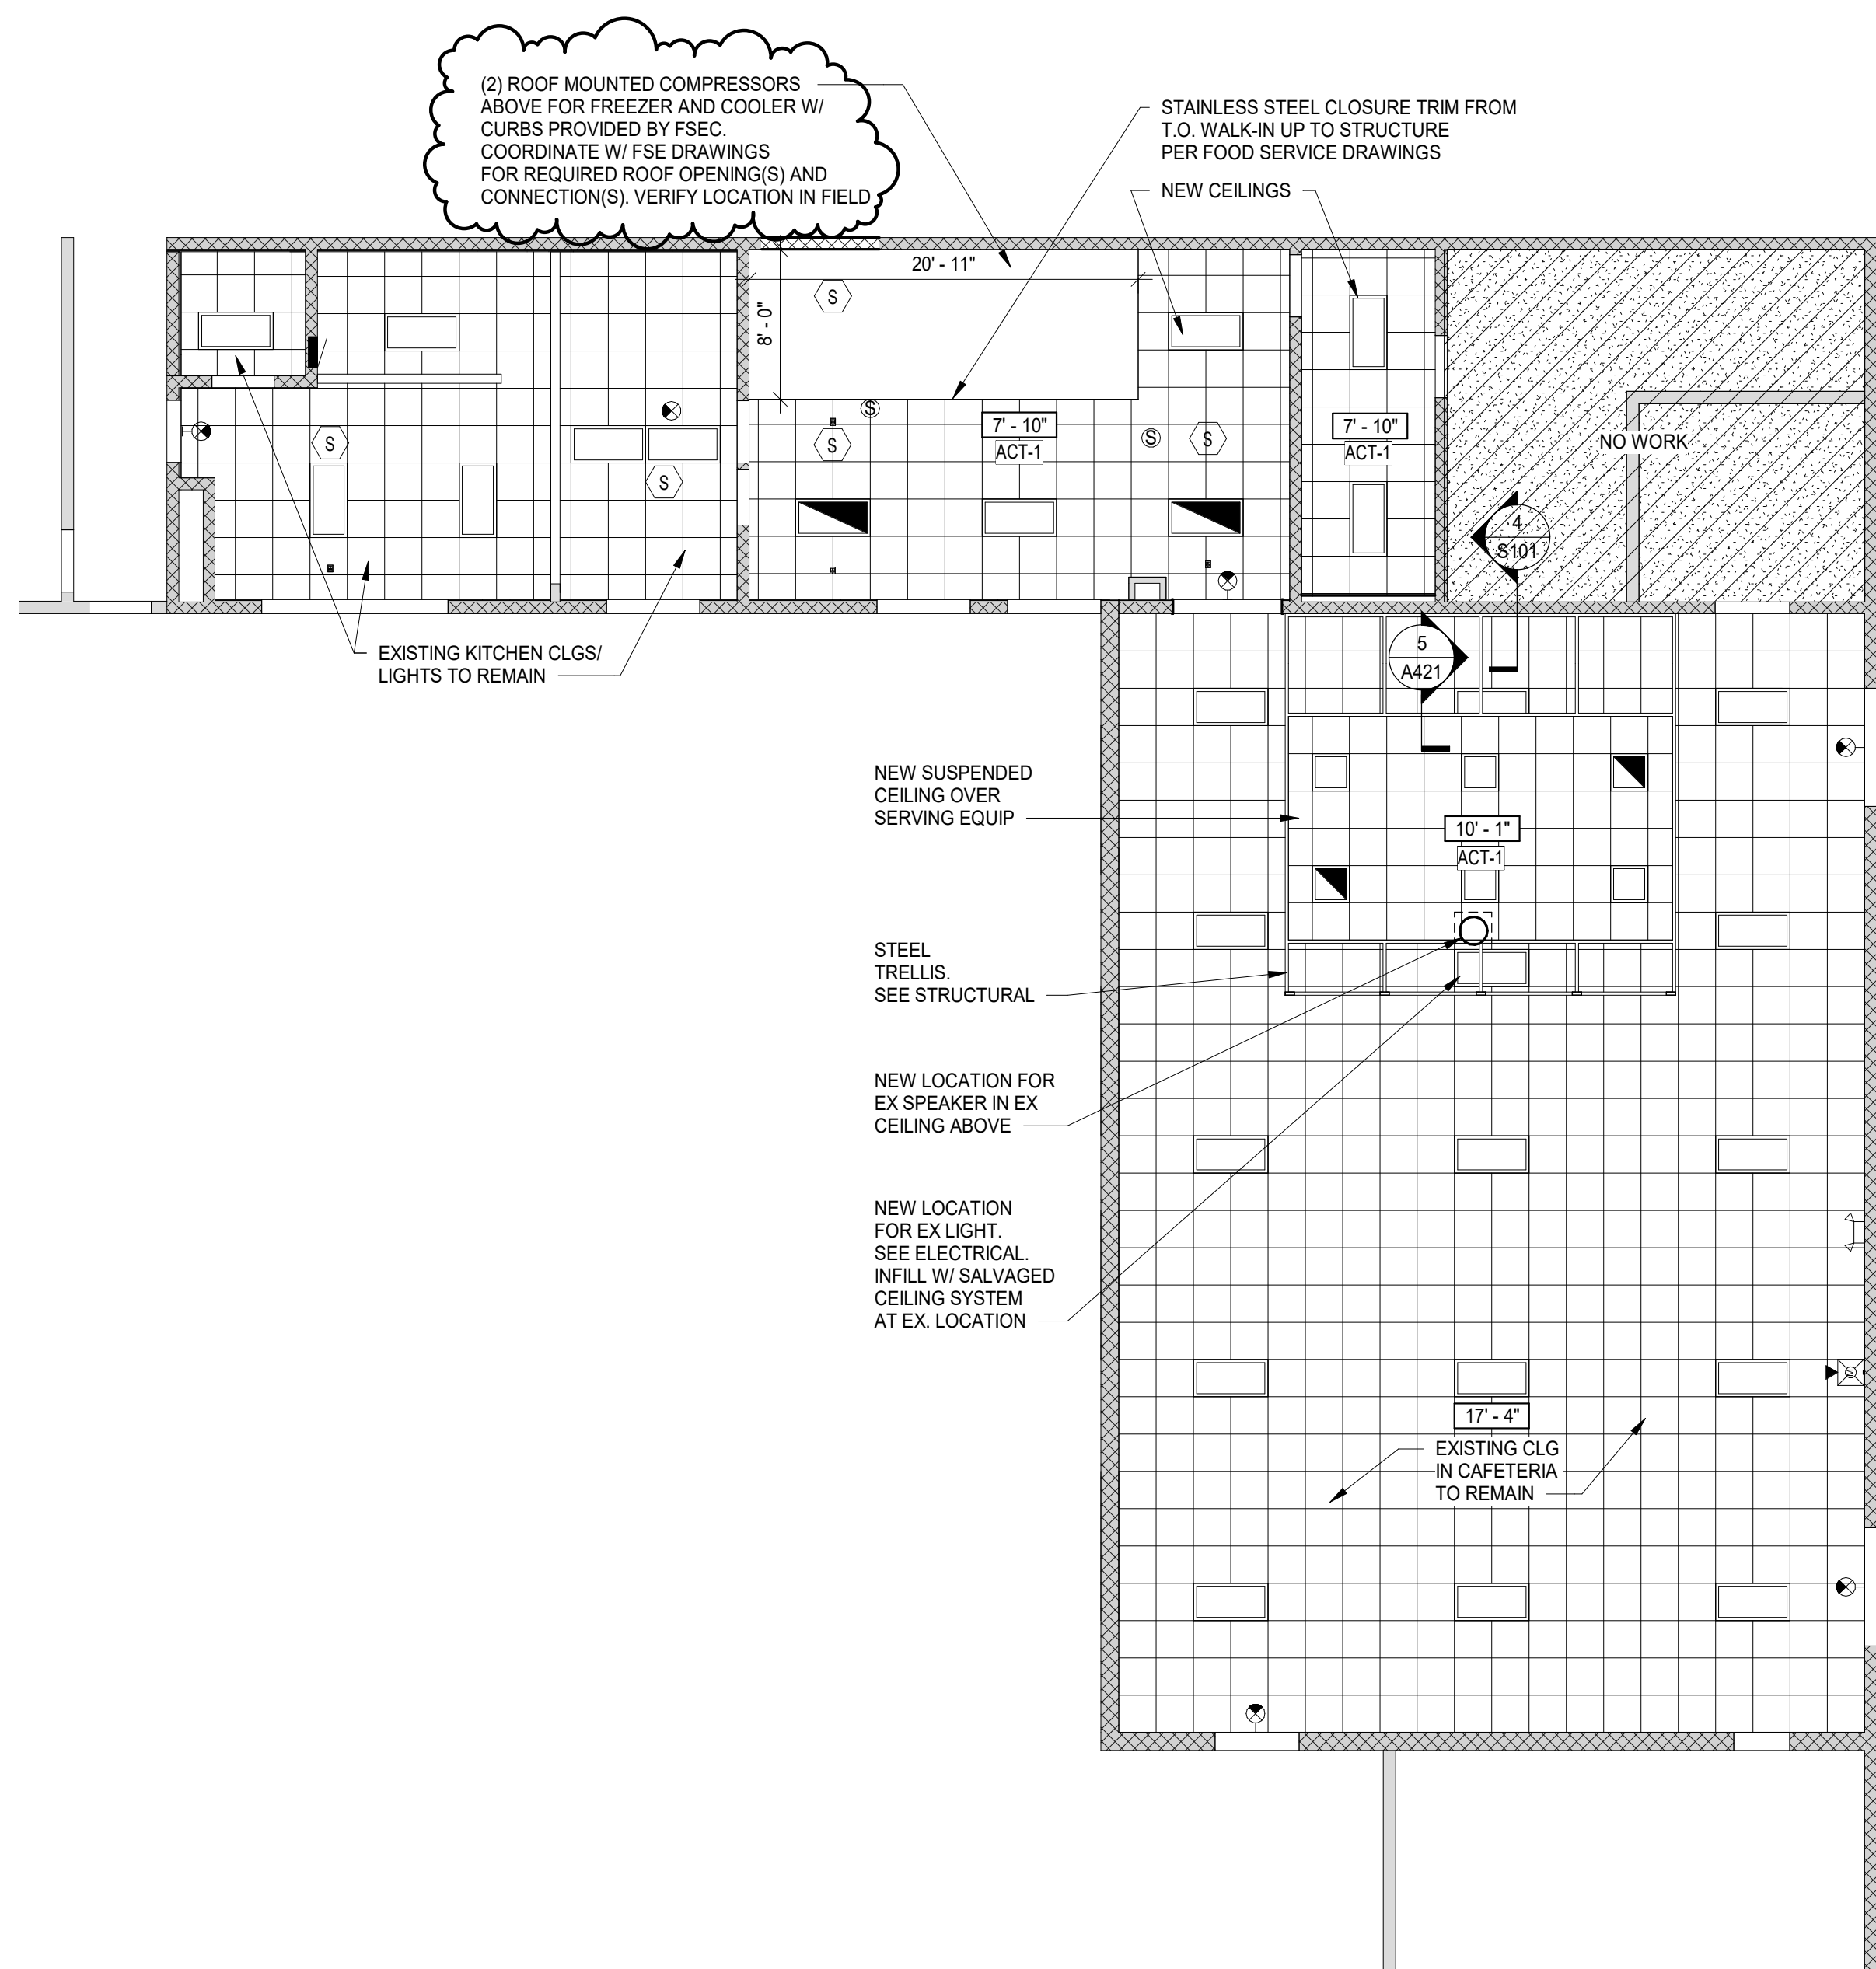 (2) ROOF MOUNTED COMPRESSORS
ABOVE FOR FREEZER AND COOLER W/
CURBS PROVIDED BY FSEC.
COORDINATE W/ FSE DRAWINGS
FOR REQUIRED ROOF OPENING(S) AND
CONNECTION(S). VERIFY LOCATION IN FIELD
STAINLESS STEEL CLOSURE TRIM FROM
T.O. WALK-IN UP TO STRUCTURE
PER FOOD SERVICE DRAWINGS
NEW CEILINGS
20' - 11"
8' - 0"
S
S
S
S
S
S
S
7' - 10"
ACT-1
7' - 10"
ACT-1
NO WORK
4
S101
EXISTING KITCHEN CLGS/
LIGHTS TO REMAIN
5
A421
NEW SUSPENDED
CEILING OVER
SERVING EQUIP
10' - 1"
ACT-1
STEEL
TRELLIS.
SEE STRUCTURAL
NEW LOCATION FOR
EX SPEAKER IN EX
CEILING ABOVE
NEW LOCATION
FOR EX LIGHT.
SEE ELECTRICAL.
INFILL W/ SALVAGED
CEILING SYSTEM
AT EX. LOCATION
M
17' - 4"
EXISTING CLG
IN CAFETERIA
TO REMAIN